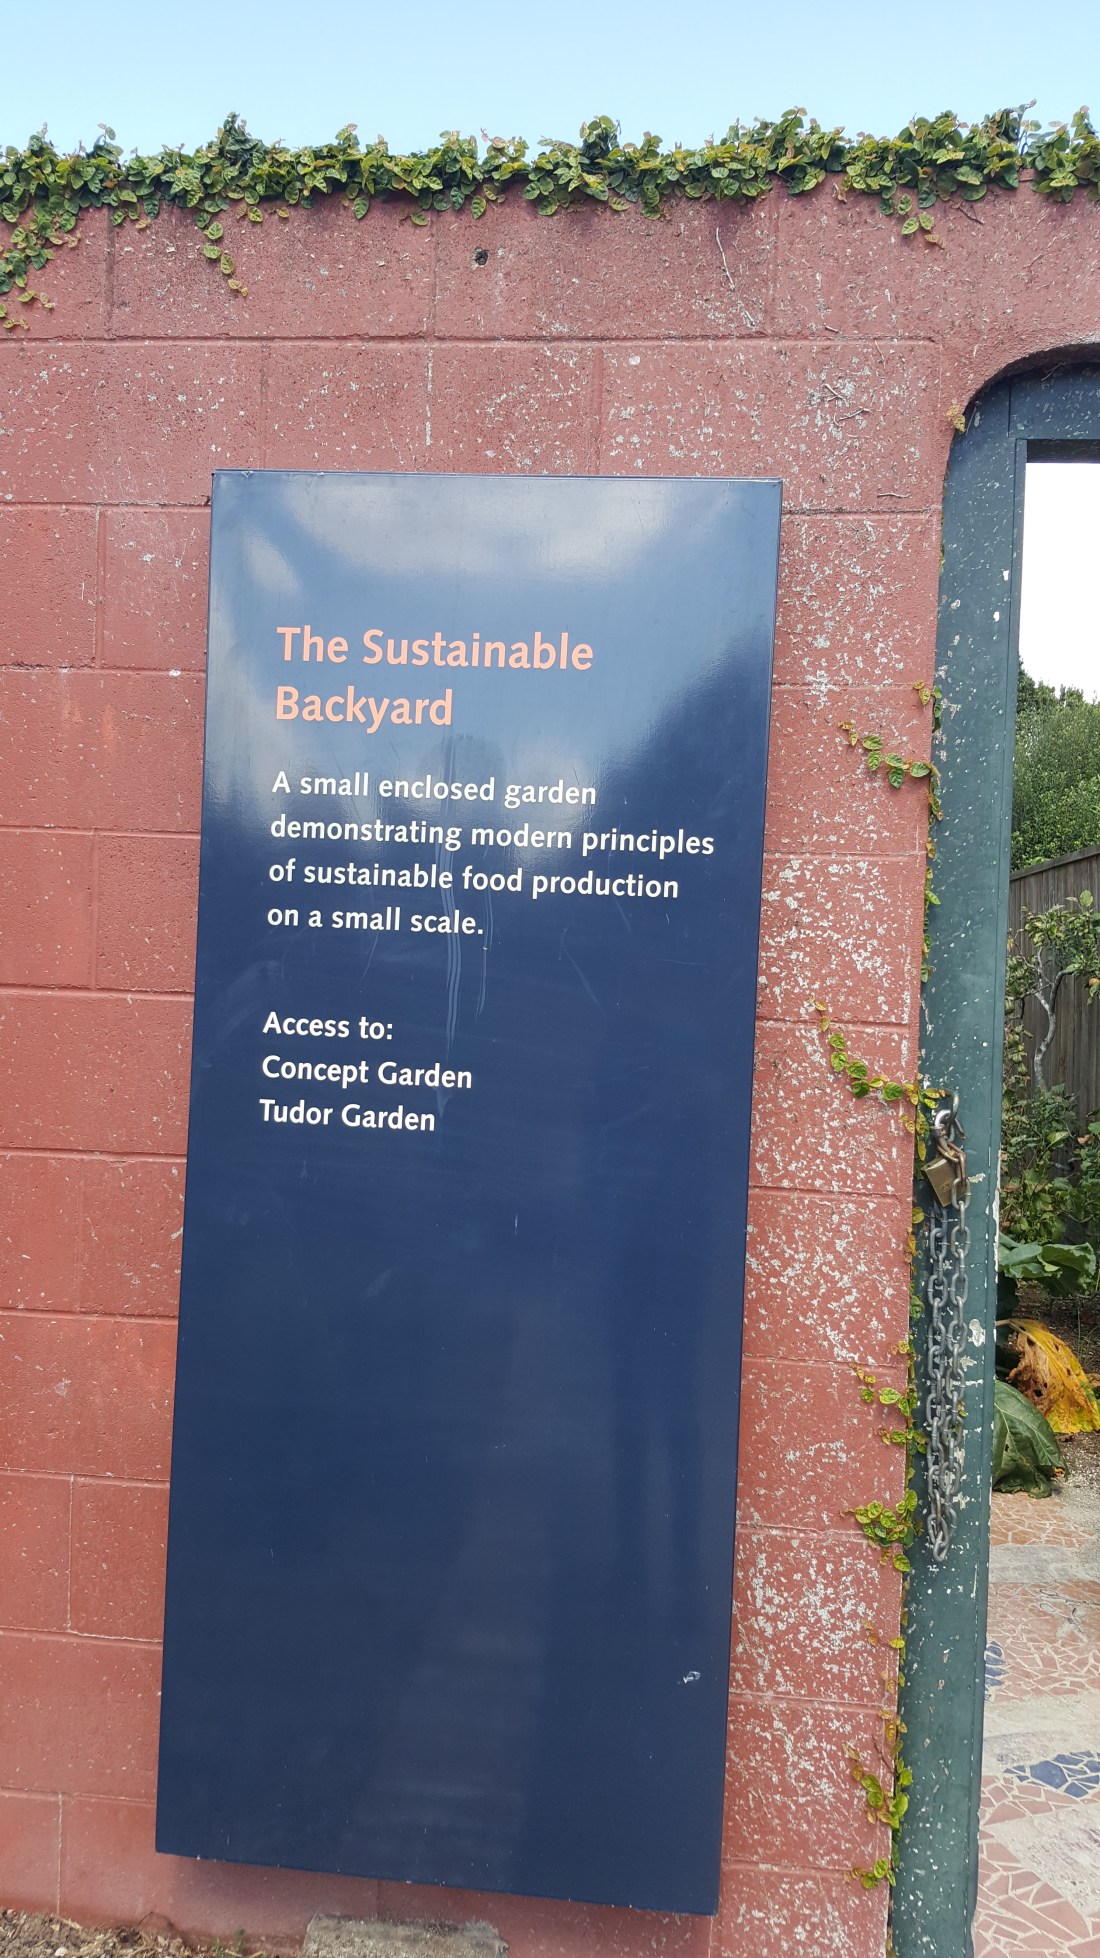 The Sustainable
Backyard
A small enclosed garden
demonstrating modern principles
of sustainable food production
on a small scale.
Access to:
Concept Garden
Tudor Garden